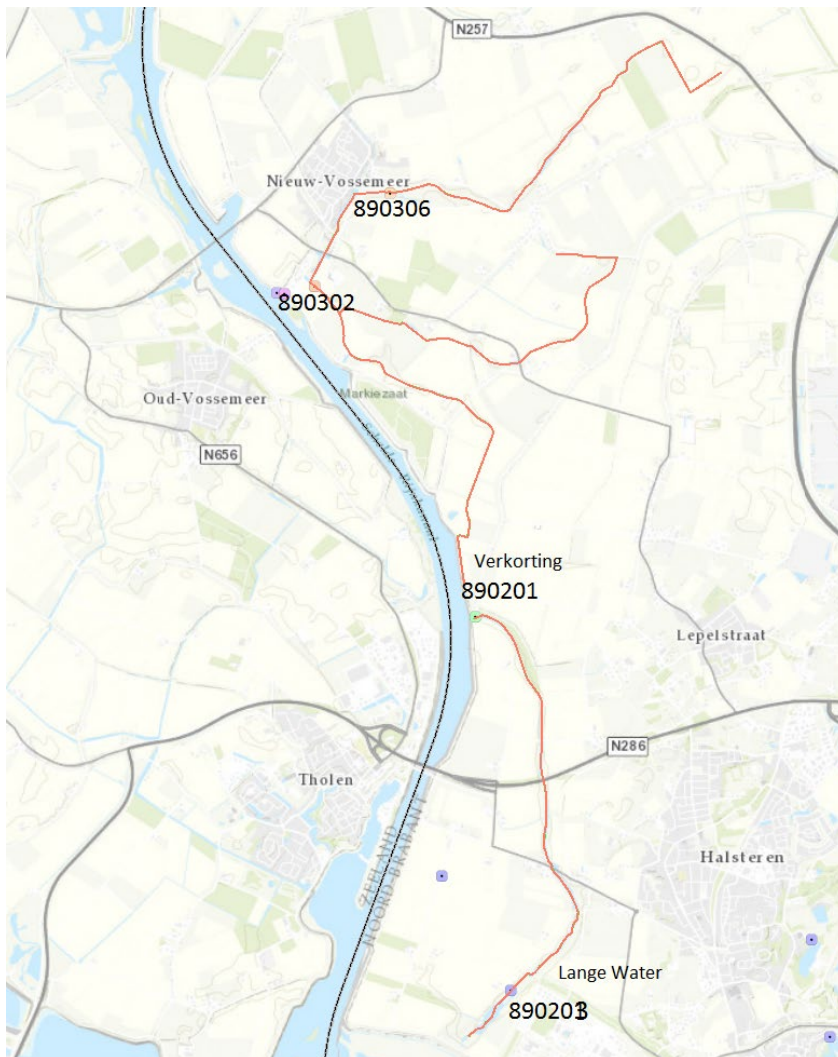 N257
Nieuw-Vossemeer
890306
890302
Oud-Vossemeer
Markiezaat
N656
Verkorting
890201
Lepelstraat
N286
Tholen
ZEELAND
NOORD-BRABANT
Halsteren
Lange Water